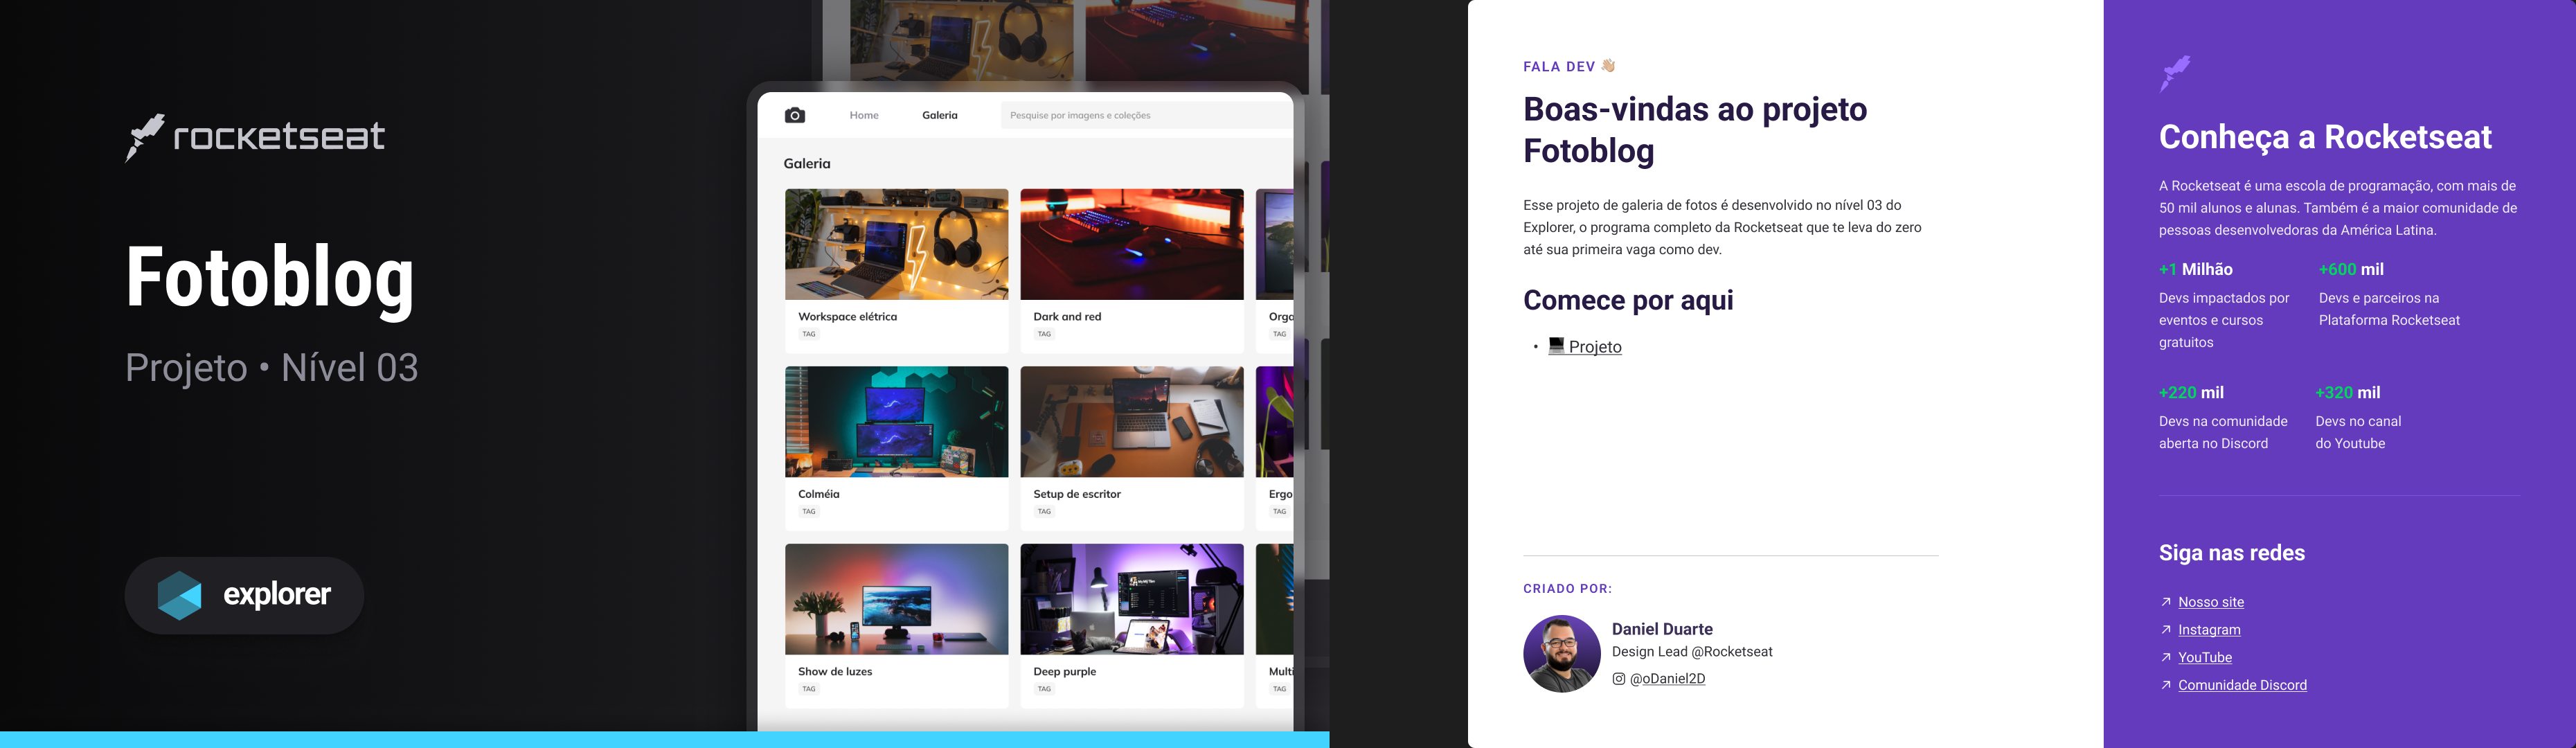 rocketseat
Fotoblog
Projeto • Nível 03
explorer
Home
Galeria
Pesquise por imagens e coleções
Galeria
Workspace elétrica
TAG
Dark and red
TAG
Orga
TAG
Colméia
TAG
Setup de escritor
TAG
Ergo
TAG
Show de luzes
TAG
Deep purple
TAG
Multi
TAG
FALA DEV 👋🏼
Boas-vindas ao projeto
Fotoblog
Esse projeto de galeria de fotos é desenvolvido no nível 03 do
Explorer, o programa completo da Rocketseat que te leva do zero
até sua primeira vaga como dev.
Comece por aqui
• 💻 Projeto
CRIADO POR:
Daniel Duarte
Design Lead @Rocketseat
@oDaniel2D
Conheça a Rocketseat
A Rocketseat é uma escola de programação, com mais de
50 mil alunos e alunas. Também é a maior comunidade de
pessoas desenvolvedoras da América Latina.
+1 Milhão
Devs impactados por
eventos e cursos
gratuitos
+600 mil
Devs e parceiros na
Plataforma Rocketseat
+220 mil
Devs na comunidade
aberta no Discord
+320 mil
Devs no canal
do Youtube
Siga nas redes
Nosso site
Instagram
YouTube
Comunidade Discord